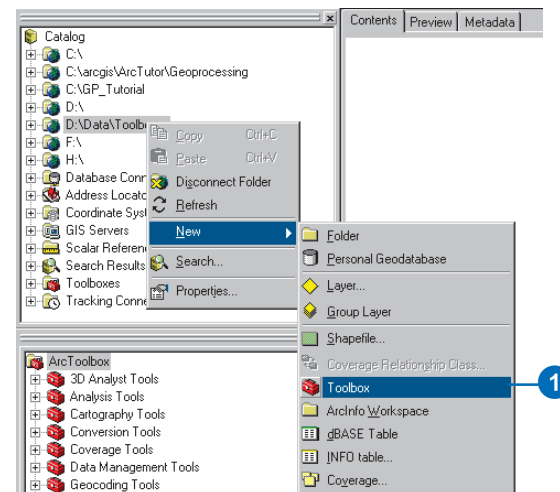 Contents Preview Metadata
Catalog
C:\
C:\arcgis\ArcTutor\Geoprocessing
C:\GP_Tutorial
D:\
D:\Data\Toolb
F:\
H:\
Database Conn
Address Locato
Coordinate Syst
GIS Servers
Scalar Referen
Search Results
Toolboxes
Tracking Conne
Copy Ctrl+C
Paste Ctrl+V
Disconnect Folder
Refresh
New
Search...
Properties...
Folder
Personal Geodatabase
Layer...
Group Layer
Shapefile...
Coverage Relationship Class...
Toolbox
ArcInfo Workspace
dBASE Table
INFO table...
Coverage...
1
ArcToolbox
3D Analyst Tools
Analysis Tools
Cartography Tools
Conversion Tools
Coverage Tools
Data Management Tools
Geocoding Tools